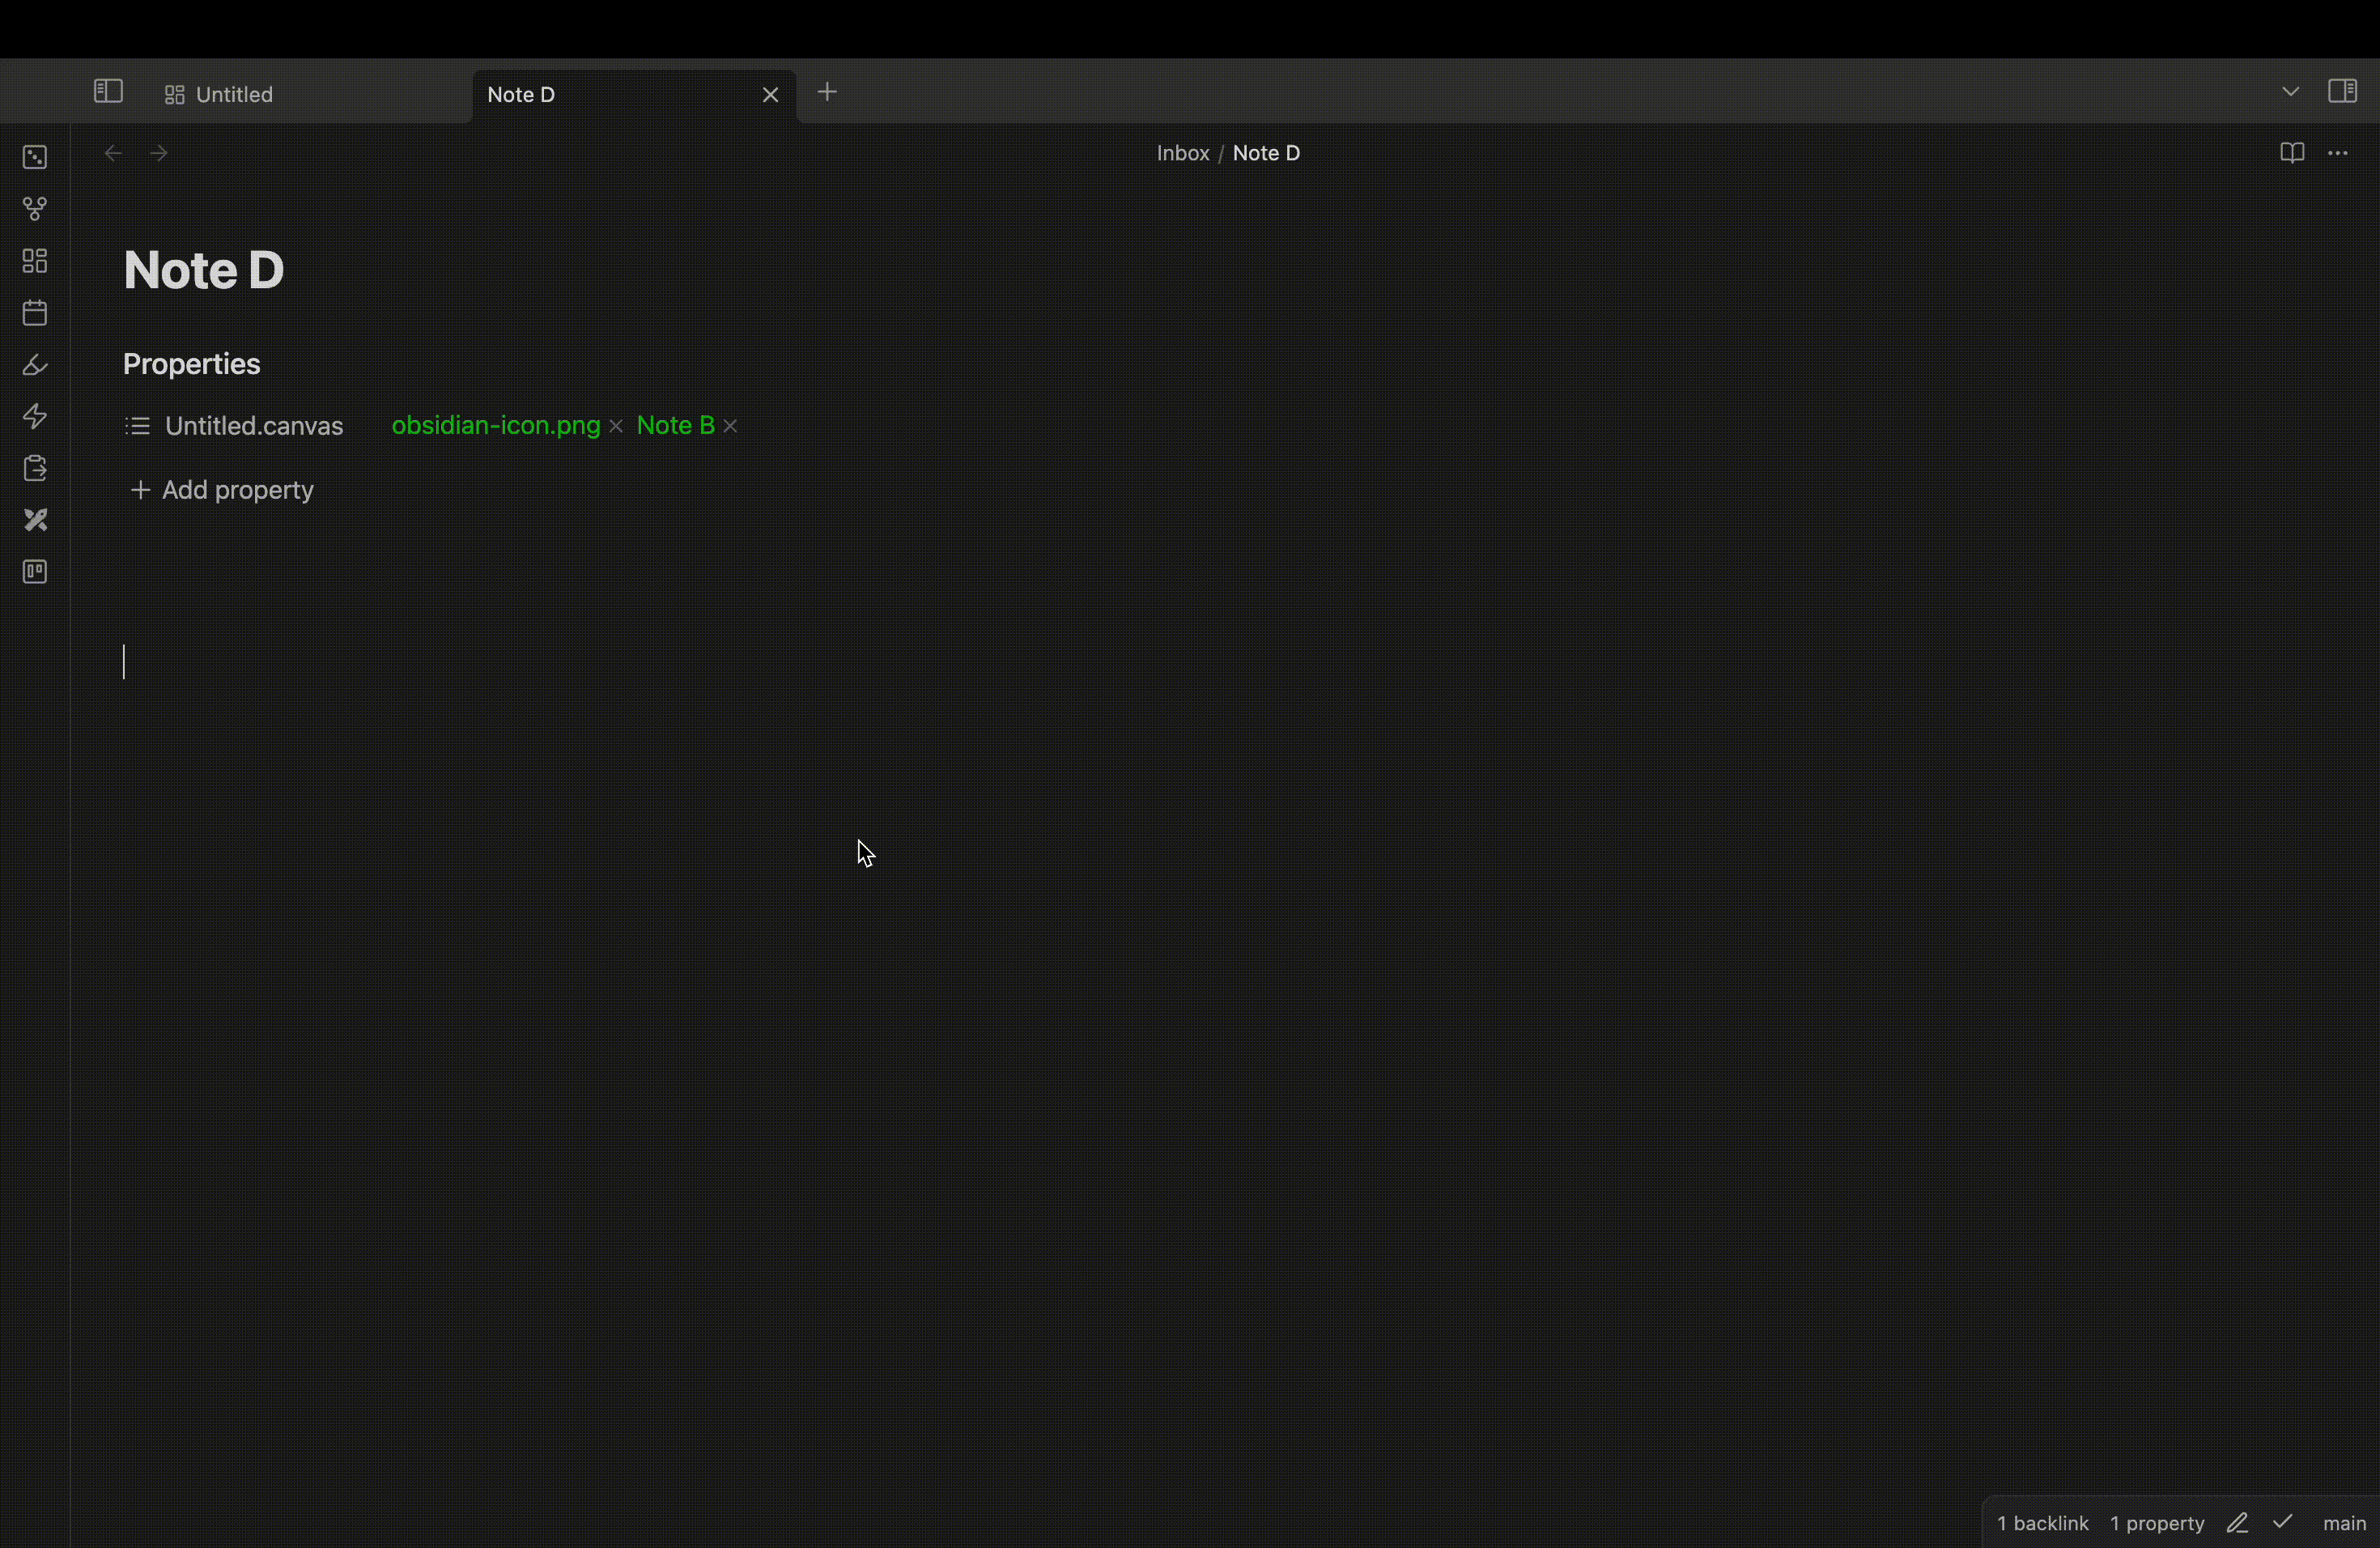 Untitled
Note D
Inbox / Note D
Note D
Properties
Untitled.canvas obsidian-icon.png Note B
Add property
1 backlink 1 property main